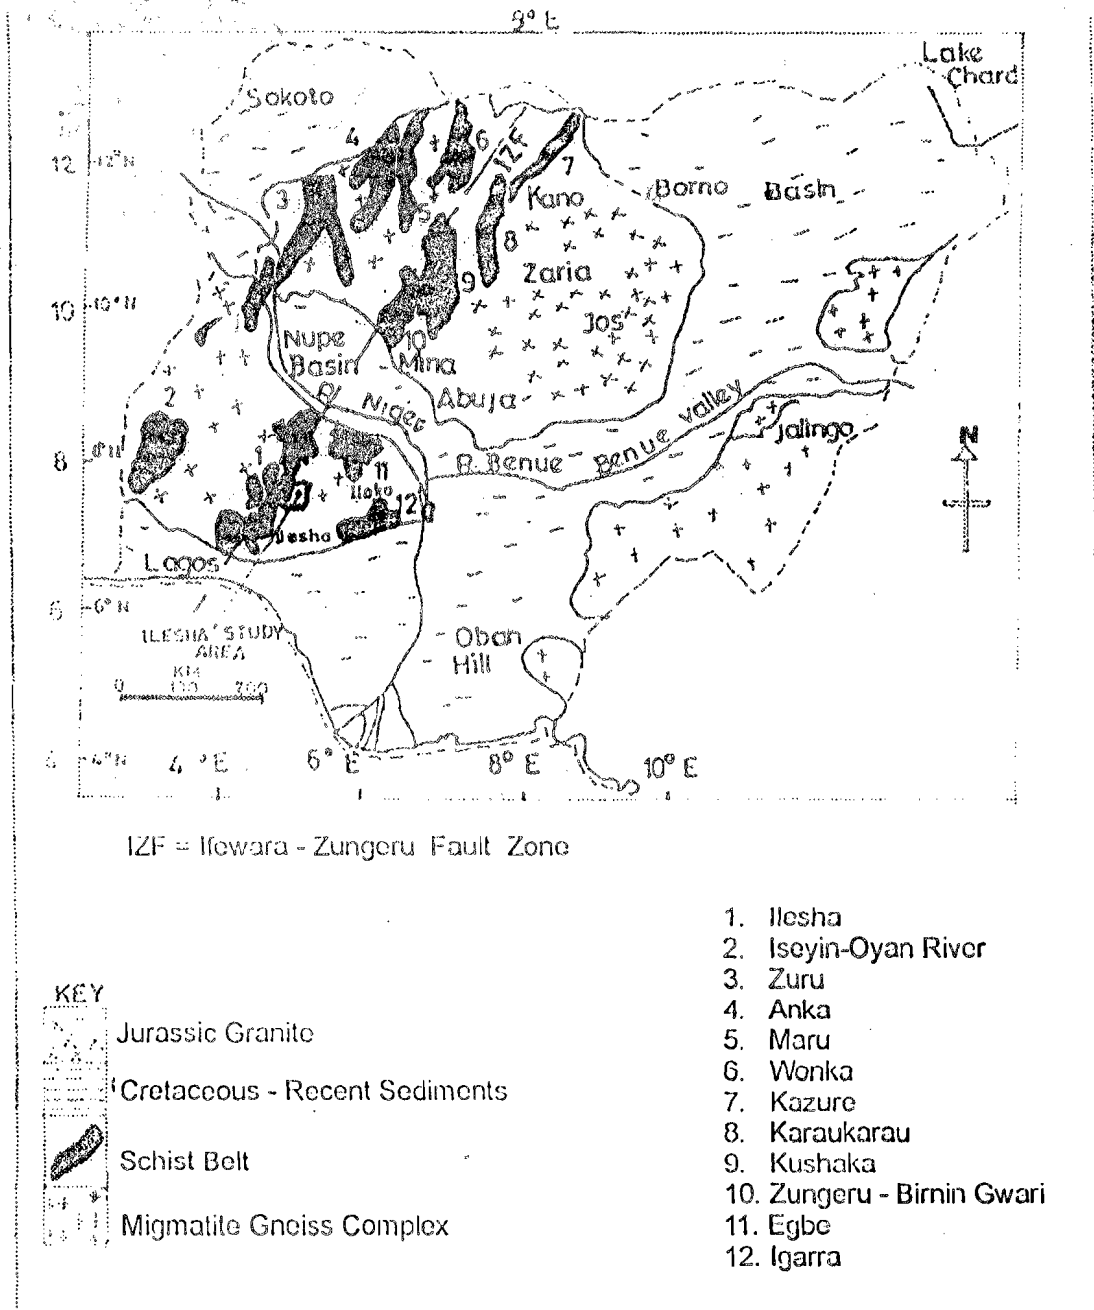 9° E
Lake
Chard
Sokoto
4
6
IZF
7
12
12°N
3
Kano
Borno Basin
5
8
Zaria
9
10
10°N
Jos
Nupe
Basin
10
Mina
2
R Niger
Abuja
Benue valley
Jalingo
N
8
R. Benue
1
11
Iloko
12
Ilesha
Lagos
6
6°N
ILESHA STUDY
AREA
Oban
Hill
KM
0 100 200
4
4°N
4 °E
6° E
8° E
10° E
IZF = Ifewara - Zungeru Fault Zone
1. Ilesha
2. Iseyin-Oyan River
3. Zuru
4. Anka
5. Maru
6. Wonka
7. Kazure
8. Karaukarau
9. Kushaka
10. Zungeru - Birnin Gwari
11. Egbe
12. Igarra
KEY
Jurassic Granite
Cretaceous - Recent Sediments
Schist Belt
Migmatite Gneiss Complex